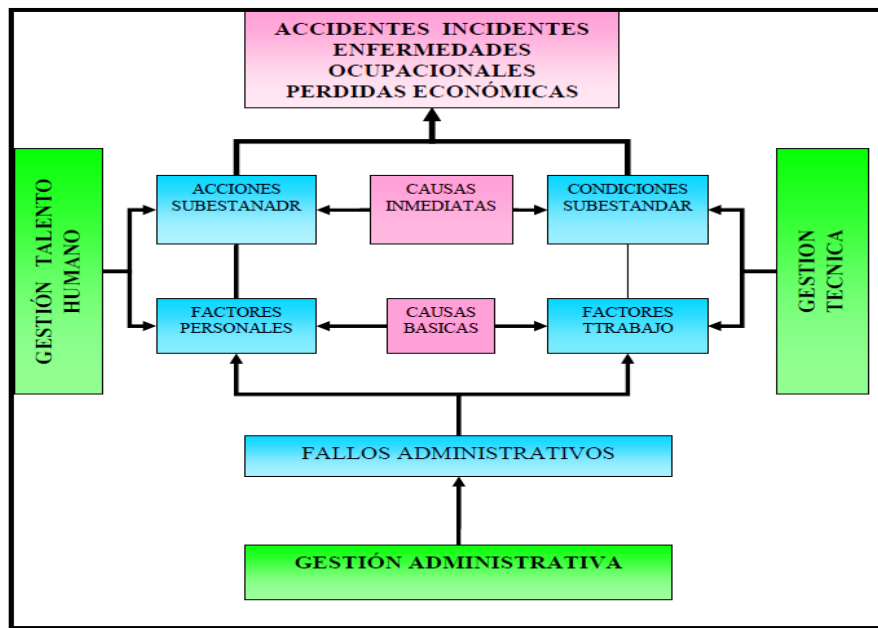 ACCIDENTES INCIDENTES
ENFERMEDADES
OCUPACIONALES
PERDIDAS ECONÓMICAS
GESTIÓN TALENTO
HUMANO
ACCIONES
SUBESTANADR
CAUSAS
INMEDIATAS
CONDICIONES
SUBESTANDAR
GESTION
TECNICA
FACTORES
PERSONALES
CAUSAS
BASICAS
FACTORES
TTRABAJO
FALLOS ADMINISTRATIVOS
GESTIÓN ADMINISTRATIVA